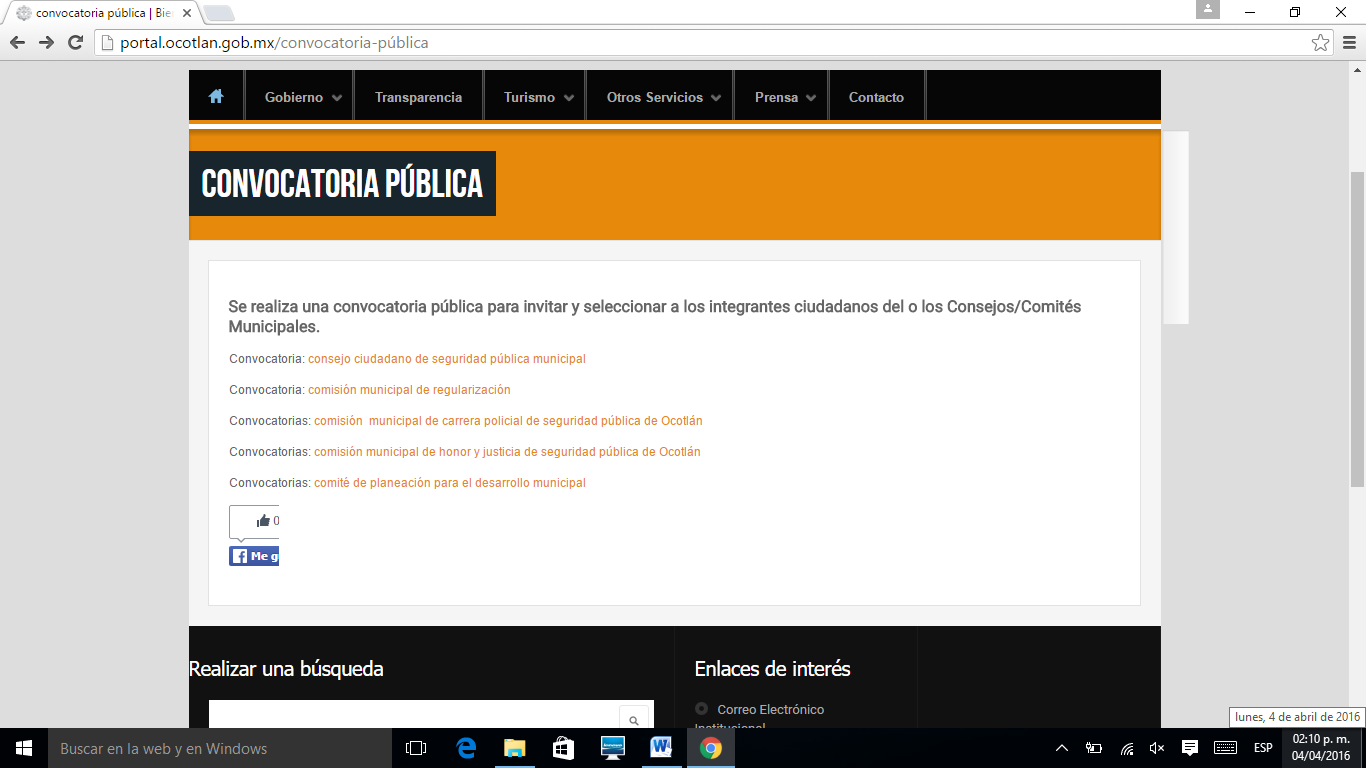 convocatoria pública | Bie
portal.ocotlan.gob.mx/convocatoria-pública
Gobierno Transparencia Turismo Otros Servicios Prensa Contacto
CONVOCATORIA PÚBLICA
Se realiza una convocatoria pública para invitar y seleccionar a los integrantes ciudadanos del o los Consejos/Comités
Municipales.
Convocatoria: consejo ciudadano de seguridad pública municipal
Convocatoria: comisión municipal de regularización
Convocatorias: comisión municipal de carrera policial de seguridad pública de Ocotlán
Convocatorias: comisión municipal de honor y justicia de seguridad pública de Ocotlán
Convocatorias: comitè de planeación para el desarrollo municipal
0
Me g
Realizar una búsqueda
Enlaces de interés
Correo Electrónico
Institucional
lunes, 4 de abril de 2016
Buscar en la web y en Windows
ESP
02:10 p. m.
04/04/2016